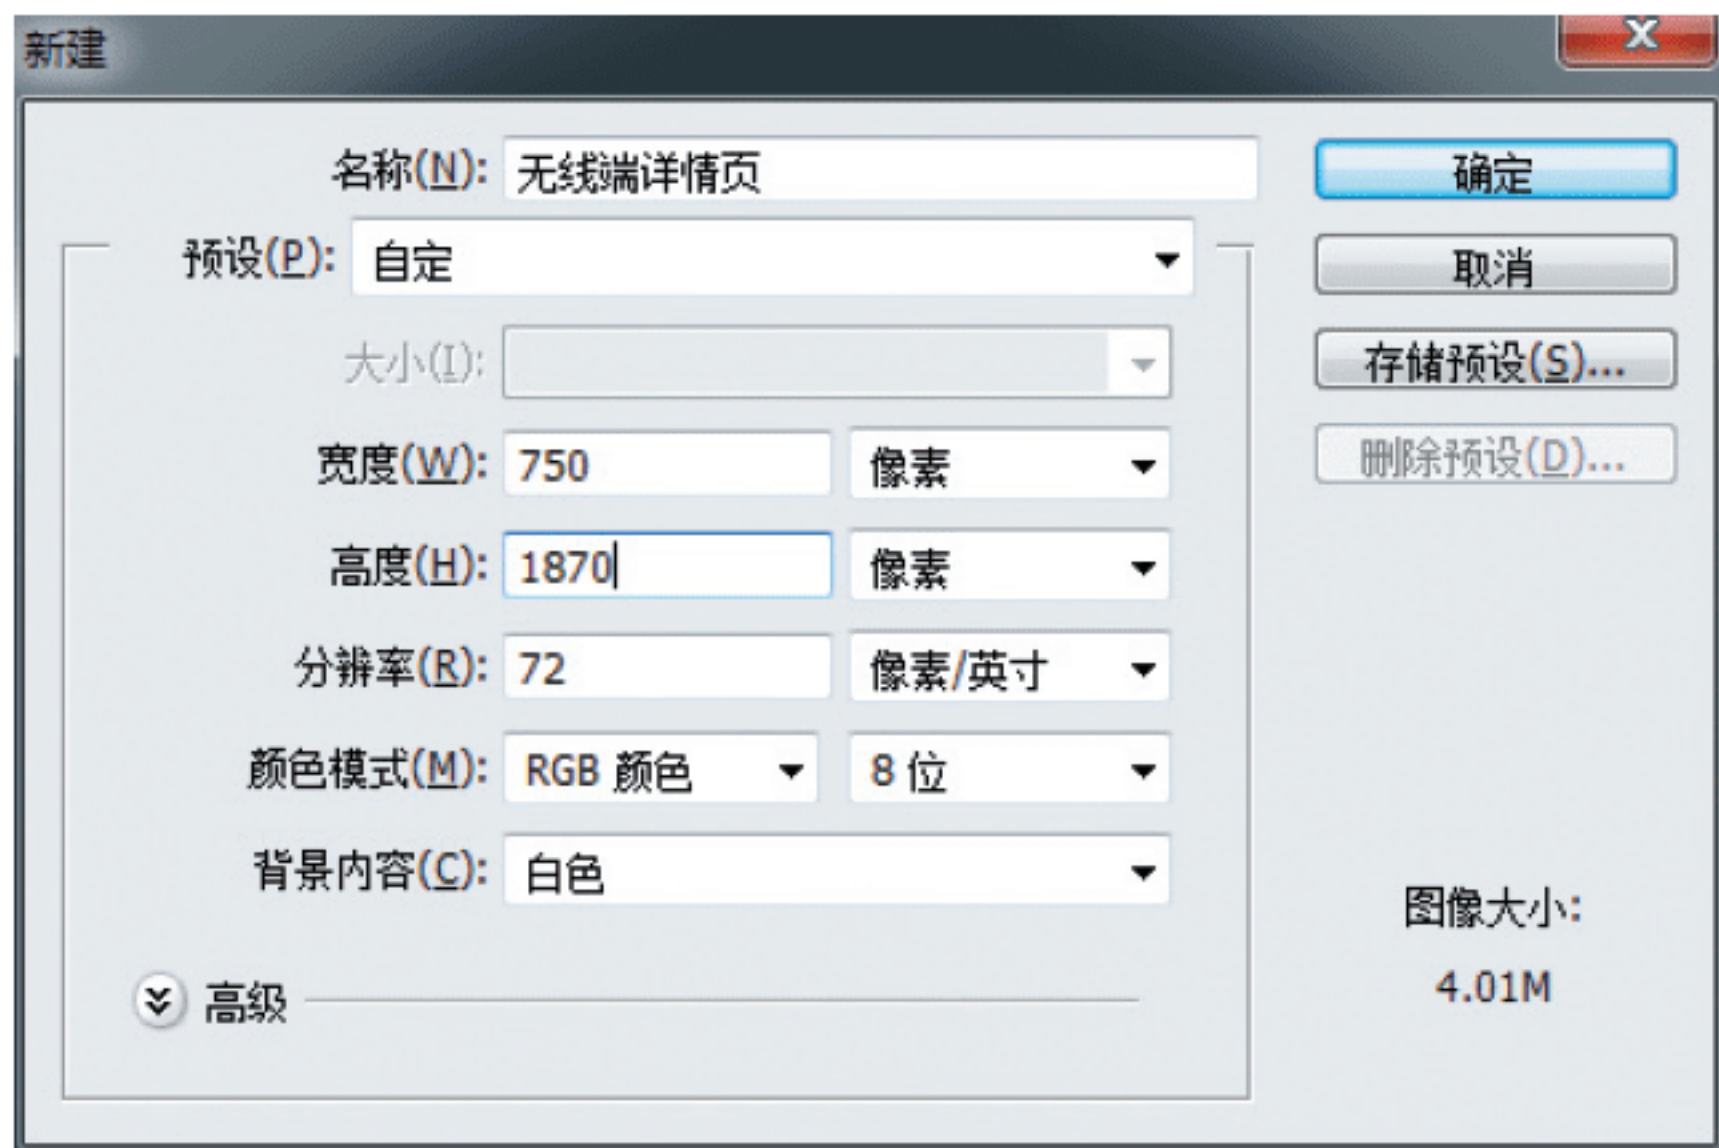 新建
名称(N): 无线端详情页
确定
预设(P): 自定
取消
大小(I):
存储预设(S)...
宽度(W): 750 像素
删除预设(D)...
高度(H): 1870 像素
分辨率(R): 72 像素/英寸
颜色模式(M): RGB 颜色 8 位
背景内容(C): 白色
图像大小:
4.01M
高级